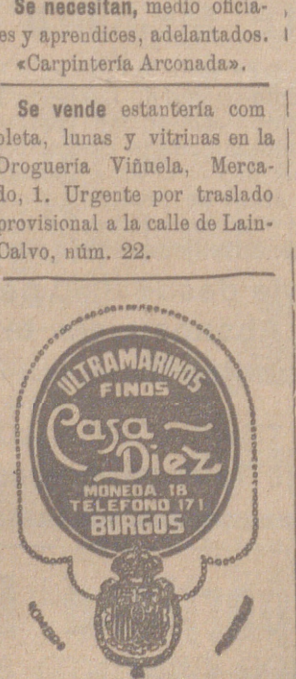 Se necesitan, medio oficia-
es y aprendices, adelantados.
«Carpintería Arconada».
Se vende estantería com
pleta, lunas y vitrinas en la
Droguería Viñuela, Merca-
do, 1. Urgente por traslado
provisional a la calle de Lain-
Calvo, núm. 22.
ULTRAMARINOS
FINOS
Casa
Diez
MONEDA 18
TELEFONO 171
BURGOS